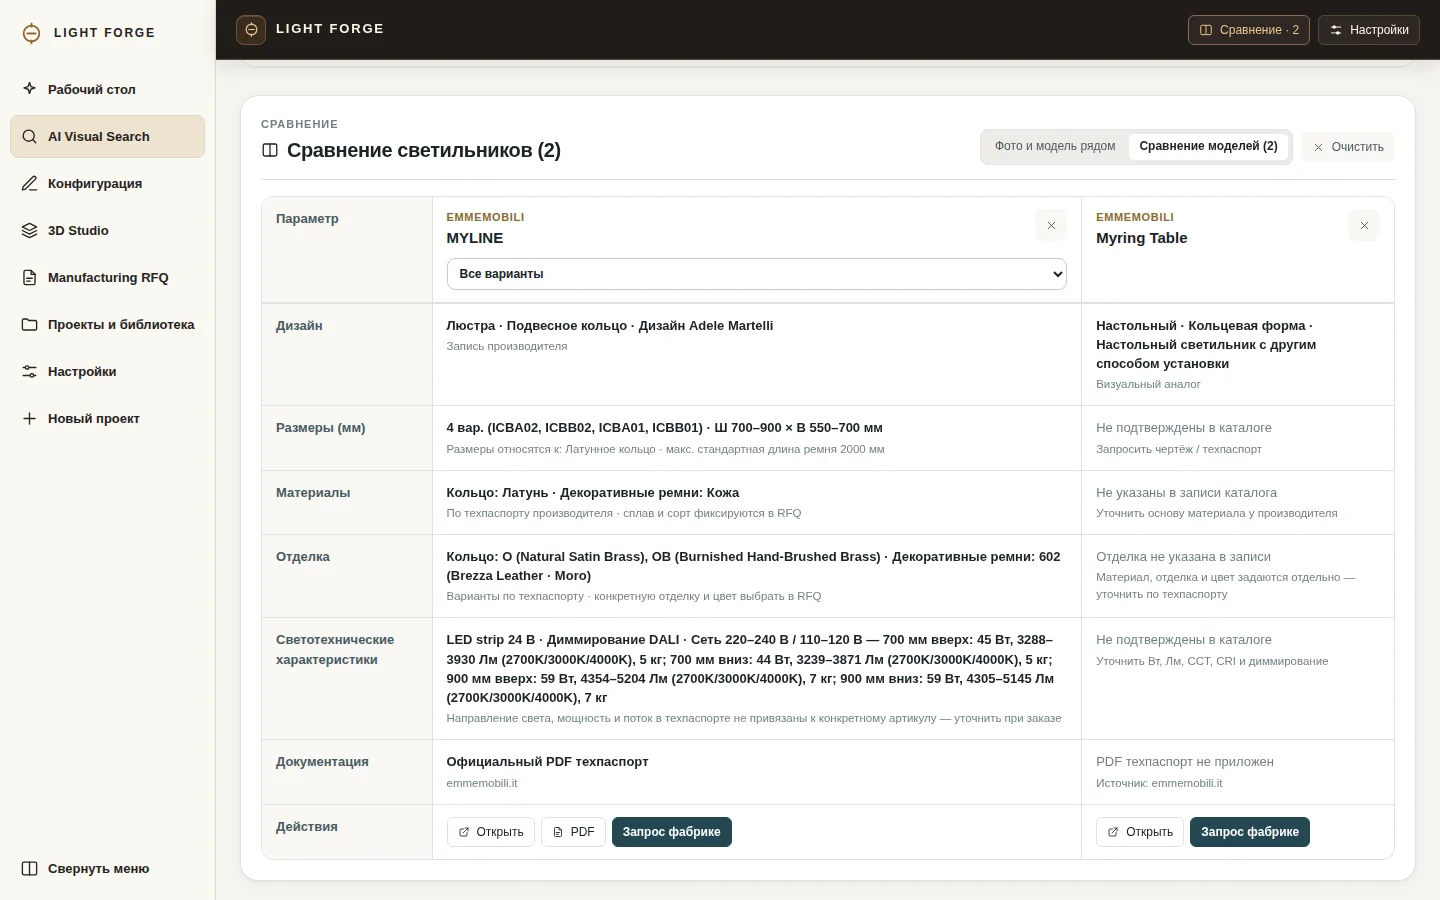 LIGHT FORGE
Рабочий стол
AI Visual Search
Конфигурация
3D Studio
Manufacturing RFQ
Проекты и библиотека
Настройки
Новый проект
Свернуть меню
LIGHT FORGE
Сравнение · 2
Настройки
СРАВНЕНИЕ
Сравнение светильников (2)
Фото и модель рядом
Сравнение моделей (2)
Очистить
Параметр
EMMEMOBILI
MYLINE
Все варианты
EMMEMOBILI
Myring Table
Дизайн
Люстра · Подвесное кольцо · Дизайн Adele Martelli
Запись производителя
Настольный · Кольцевая форма ·
Настольный светильник с другим
способом установки
Визуальный аналог
Размеры (мм)
4 вар. (ICBA02, ICBB02, ICBA01, ICBB01) · Ш 700–900 × В 550–700 мм
Размеры относятся к: Латунное кольцо · макс. стандартная длина ремня 2000 мм
Не подтверждены в каталоге
Запросить чертёж / техпаспорт
Материалы
Кольцо: Латунь · Декоративные ремни: Кожа
По техпаспорту производителя · сплав и сорт фиксируются в RFQ
Не указаны в записи каталога
Уточнить основу материала у производителя
Отделка
Кольцо: O (Natural Satin Brass), OB (Burnished Hand-Brushed Brass) · Декоративные ремни: 602
(Brezza Leather · Moro)
Варианты по техпаспорту · конкретную отделку и цвет выбрать в RFQ
Отделка не указана в записи
Материал, отделка и цвет задаются отдельно —
уточнить по техпаспорту
Светотехнические
характеристики
LED strip 24 В · Диммирование DALI · Сеть 220–240 В / 110–120 В — 700 мм вверх: 45 Вт, 3288–
3930 Лм (2700K/3000K/4000K), 5 кг; 700 мм вниз: 44 Вт, 3239–3871 Лм (2700K/3000K/4000K), 5 кг;
900 мм вверх: 59 Вт, 4354–5204 Лм (2700K/3000K/4000K), 7 кг; 900 мм вниз: 59 Вт, 4305–5145 Лм
(2700K/3000K/4000K), 7 кг
Направление света, мощность и поток в техпаспорте не привязаны к конкретному артикулу — уточнить при заказе
Не подтверждены в каталоге
Уточнить Вт, Лм, CCT, CRI и диммирование
Документация
Официальный PDF техпаспорт
emmemobili.it
PDF техпаспорт не приложен
Источник: emmemobili.it
Действия
Открыть
PDF
Запрос фабрике
Открыть
Запрос фабрике